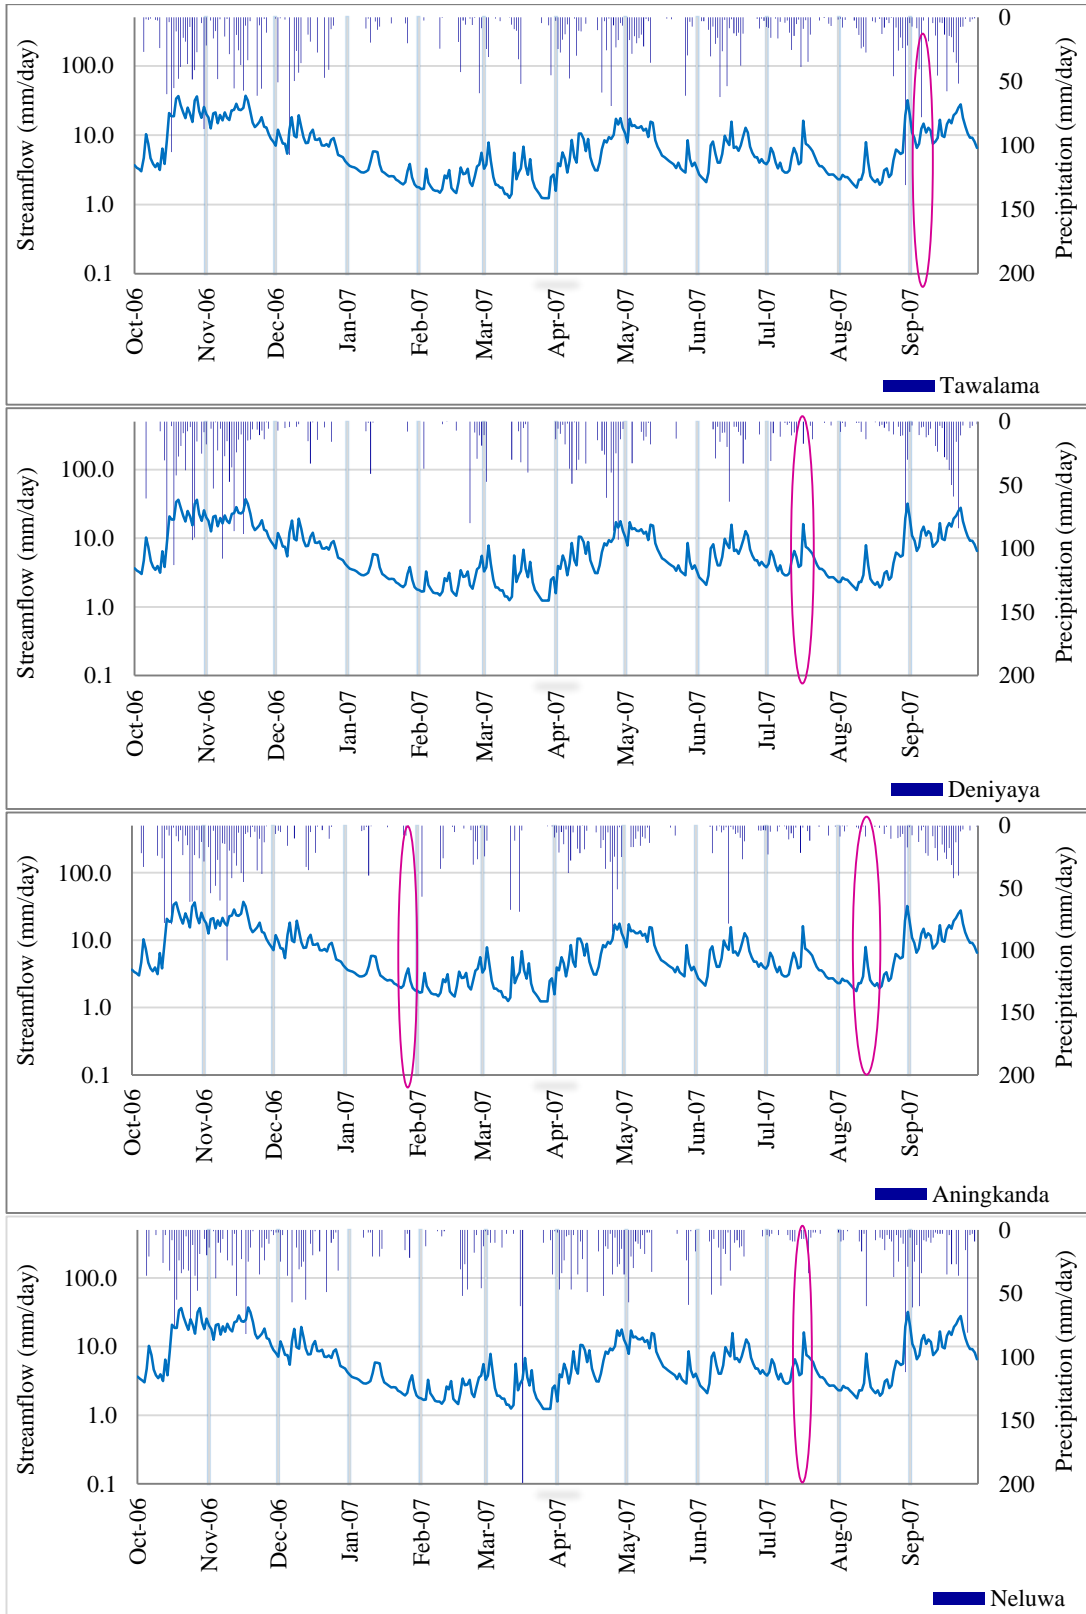 Streamflow (mm/day)
100.0
10.0
1.0
0.1
0
50
100
150
200
Precipitation (mm/day)
Oct-06
Nov-06
Dec-06
Jan-07
Feb-07
Mar-07
Apr-07
May-07
Jun-07
Jul-07
Aug-07
Sep-07
Tawalama
Streamflow (mm/day)
100.0
10.0
1.0
0.1
0
50
100
150
200
Precipitation (mm/day)
Oct-06
Nov-06
Dec-06
Jan-07
Feb-07
Mar-07
Apr-07
May-07
Jun-07
Jul-07
Aug-07
Sep-07
Deniyaya
Streamflow (mm/day)
100.0
10.0
1.0
0.1
0
50
100
150
200
Precipitation (mm/day)
Oct-06
Nov-06
Dec-06
Jan-07
Feb-07
Mar-07
Apr-07
May-07
Jun-07
Jul-07
Aug-07
Sep-07
Aningkanda
Streamflow (mm/day)
100.0
10.0
1.0
0.1
0
50
100
150
200
Precipitation (mm/day)
Oct-06
Nov-06
Dec-06
Jan-07
Feb-07
Mar-07
Apr-07
May-07
Jun-07
Jul-07
Aug-07
Sep-07
Neluwa